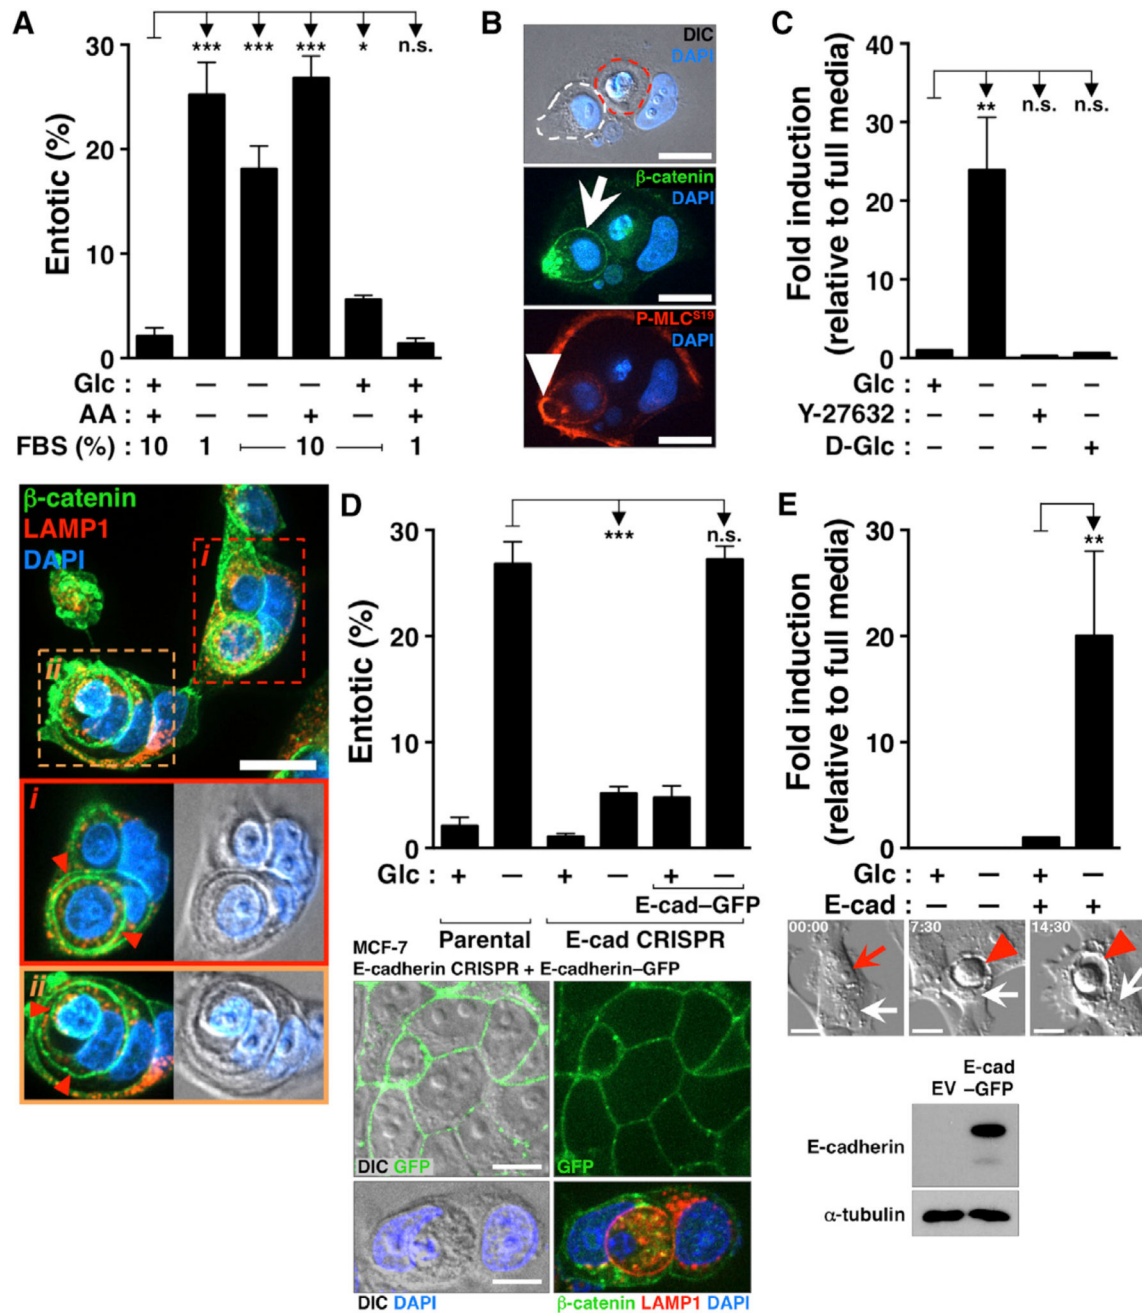 A
*** *** *** * n.s.
30
20
10
0
Entotic (%)
Glc : + – – – + +
AA : + – – + – +
FBS (%) : 10 1 10 1
β-catenin
LAMP1
DAPI
i
ii
i
ii
B
DIC
DAPI
β-catenin
DAPI
P-MLCS19
DAPI
C
** n.s. n.s.
40
30
20
10
0
Fold induction
(relative to full media)
Glc : + – – –
Y-27632 : – – + –
D-Glc : – – – +
D
*** n.s.
30
20
10
0
Entotic (%)
Glc : + – + – + –
E-cad–GFP
Parental E-cad CRISPR
MCF-7
E-cadherin CRISPR + E-cadherin–GFP
DIC GFP
GFP
DIC DAPI
β-catenin LAMP1 DAPI
E
**
30
20
10
0
Fold induction
(relative to full media)
Glc : + – + –
E-cad : – – + +
00:00 7:30 14:30
E-cad
EV –GFP
E-cadherin
α-tubulin